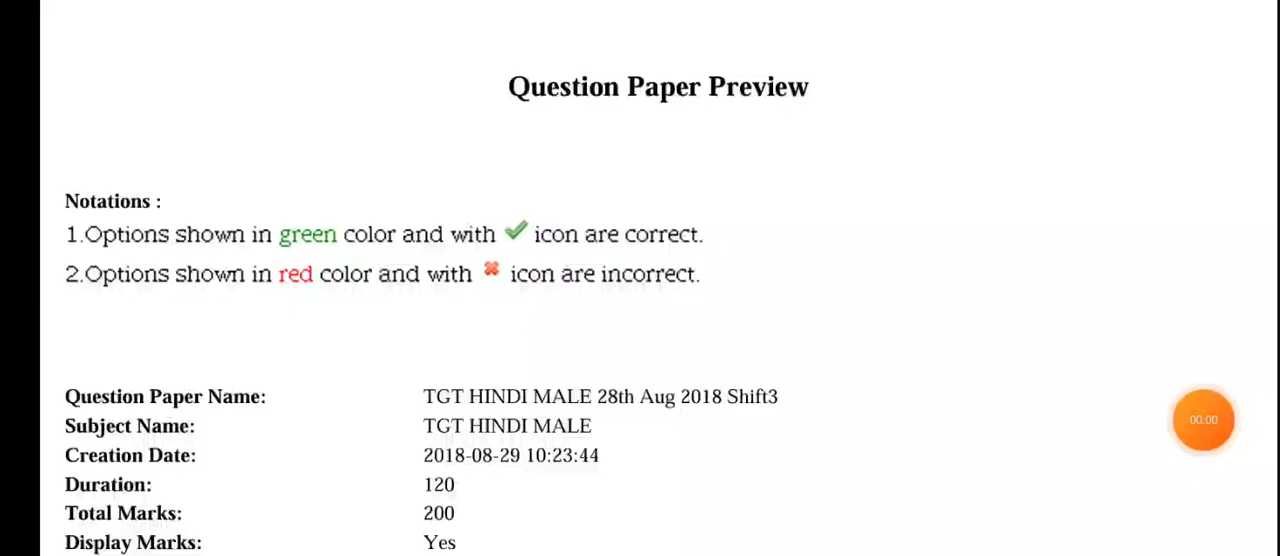 Question Paper Preview
Notations :
1.Options shown in green color and with ✔ icon are correct.
2.Options shown in red color and with ✖ icon are incorrect.
Question Paper Name: TGT HINDI MALE 28th Aug 2018 Shift3
Subject Name: TGT HINDI MALE
Creation Date: 2018-08-29 10:23:44
Duration: 120
Total Marks: 200
Display Marks: Yes
00:00